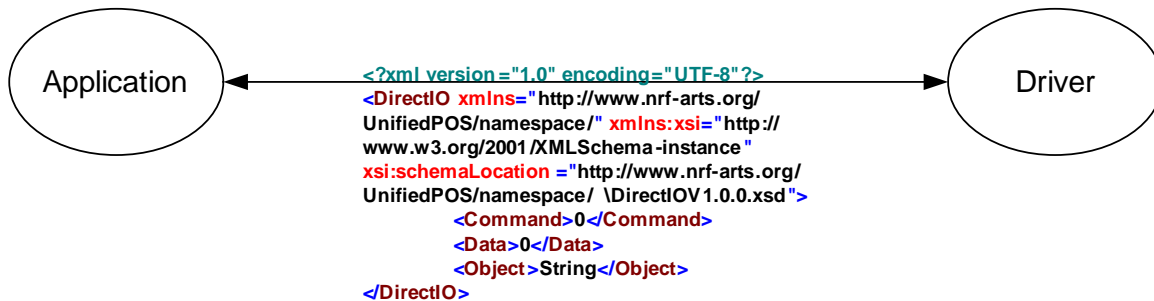 Application
<?xml version="1.0" encoding="UTF-8"?>
<DirectIO xmlns="http://www.nrf-arts.org/
UnifiedPOS/namespace/" xmlns:xsi="http://
www.w3.org/2001/XMLSchema-instance"
xsi:schemaLocation="http://www.nrf-arts.org/
UnifiedPOS/namespace/ \DirectIOV1.0.0.xsd">
<Command>0</Command>
<Data>0</Data>
<Object>String</Object>
</DirectIO>
Driver